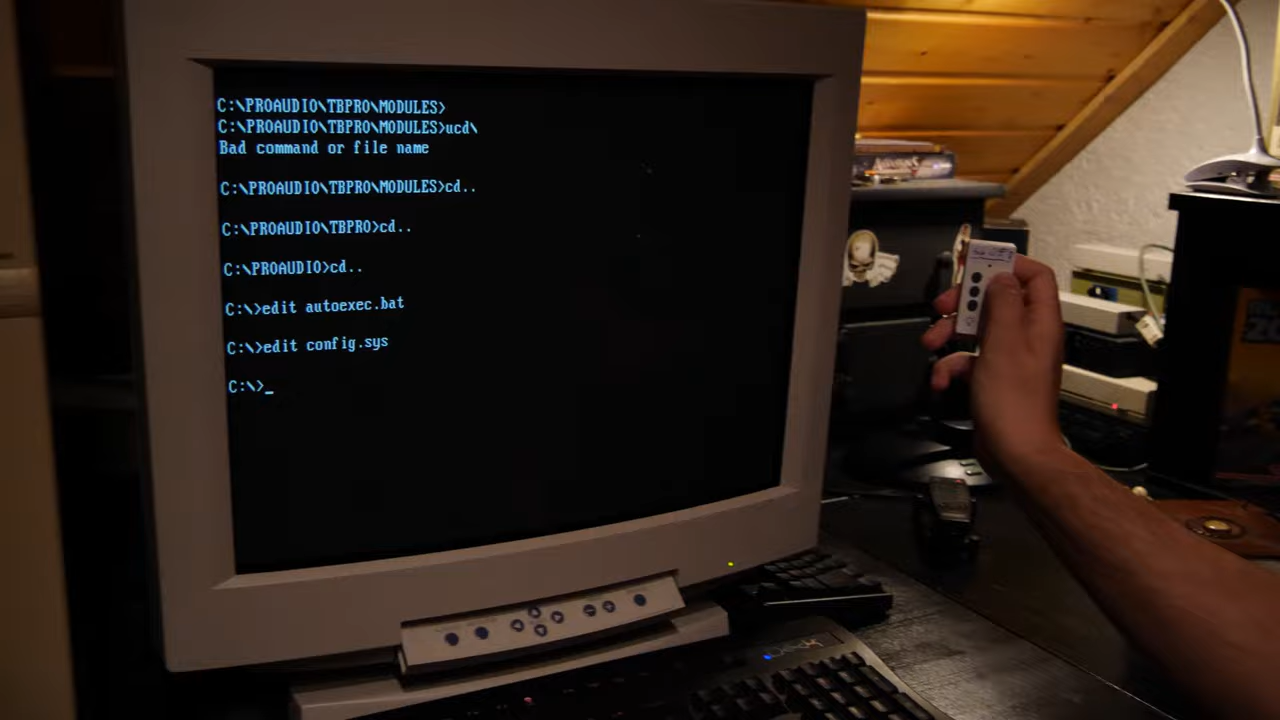 C:\PROAUDIO\TBPRO\MODULES>
C:\PROAUDIO\TBPRO\MODULES>ucd\
Bad command or file name
C:\PROAUDIO\TBPRO\MODULES>cd..
C:\PROAUDIO\TBPRO>cd..
C:\PROAUDIO>cd..
C:\>edit autoexec.bat
C:\>edit config.sys
C:\>_